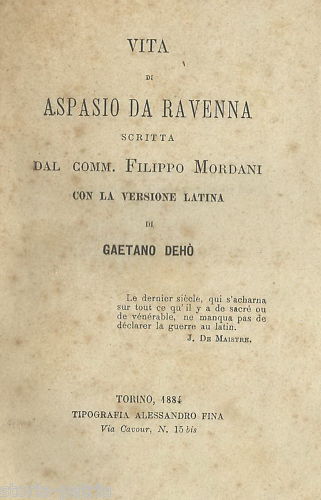 VITA
DI
ASPASIO DA RAVENNA
SCRITTA
DAL COMM. FILIPPO MORDANI
CON LA VERSIONE LATINA
DI
GAETANO DEHÒ
Le dernier siècle, qui s'acharna
sur tout ce qu'il y a de sacré ou
de vénérable, ne manqua pas de
déclarer la guerre au latin.
J. DE MAISTRE.
TORINO, 1884
TIPOGRAFIA ALESSANDRO FINA
Via Cavour, N. 15 bis